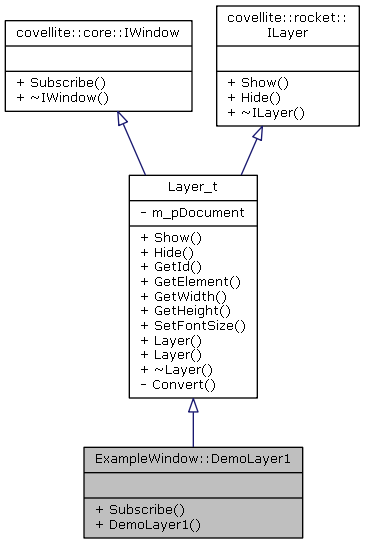 covellite::core::IWindow
+ Subscribe()
+ ~IWindow()
covellite::rocket::
ILayer
+ Show()
+ Hide()
+ ~ILayer()
Layer_t
- m_pDocument
+ Show()
+ Hide()
+ GetId()
+ GetElement()
+ GetWidth()
+ GetHeight()
+ SetFontSize()
+ Layer()
+ Layer()
+ ~Layer()
- Convert()
ExampleWindow::DemoLayer1
+ Subscribe()
+ DemoLayer1()